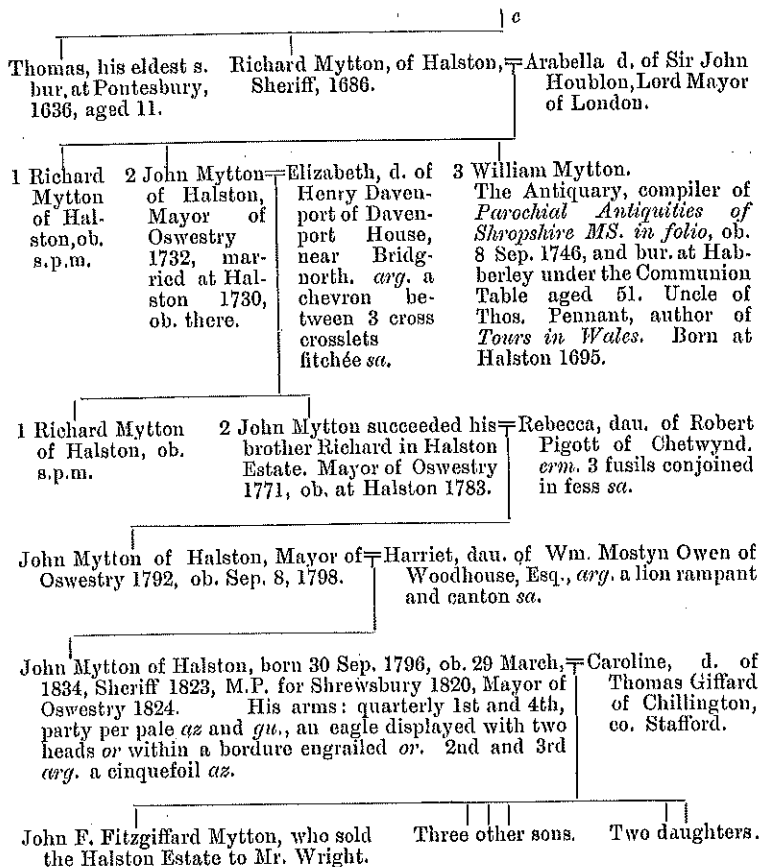 c
Thomas, his eldest s.
bur. at Pontesbury,
1636, aged 11.
Richard Mytton, of Halston,
Sheriff, 1686.
Arabella d. of Sir John
Houblon, Lord Mayor
of London.
1 Richard
Mytton
of Hal-
ston, ob.
s.p.m.
2 John Mytton
of Halston,
Mayor of
Oswestry
1732, mar-
ried at Hal-
ston 1730,
ob. there.
Elizabeth, d. of
Henry Daven-
port of Daven-
port House,
near Bridg-
north. arg. a
chevron be-
tween 3 cross
crosslets
fitchée sa.
3 William Mytton.
The Antiquary, compiler of
Parochial Antiquities of
Shropshire MS. in folio, ob.
8 Sep. 1746, and bur. at Hab-
berley under the Communion
Table aged 51. Uncle of
Thos. Pennant, author of
Tours in Wales. Born at
Halston 1695.
1 Richard Mytton
of Halston, ob.
s.p.m.
2 John Mytton succeeded his
brother Richard in Halston
Estate. Mayor of Oswestry
1771, ob. at Halston 1783.
Rebecca, dau. of Robert
Pigott of Chetwynd.
erm. 3 fusils conjoined
in fess sa.
John Mytton of Halston, Mayor of
Oswestry 1792, ob. Sep. 8, 1798.
Harriet, dau. of Wm. Mostyn Owen of
Woodhouse, Esq., arg. a lion rampant
and canton sa.
John Mytton of Halston, born 30 Sep. 1796, ob. 29 March,
1834, Sheriff 1823, M.P. for Shrewsbury 1820, Mayor of
Oswestry 1824. His arms: quarterly 1st and 4th,
party per pale az and gu., an eagle displayed with two
heads or within a bordure engrailed or. 2nd and 3rd
arg. a cinquefoil az.
Caroline, d. of
Thomas Giffard
of Chillington,
co. Stafford.
John F. Fitzgiffard Mytton, who sold
the Halston Estate to Mr. Wright.
Three other sons.
Two daughters.